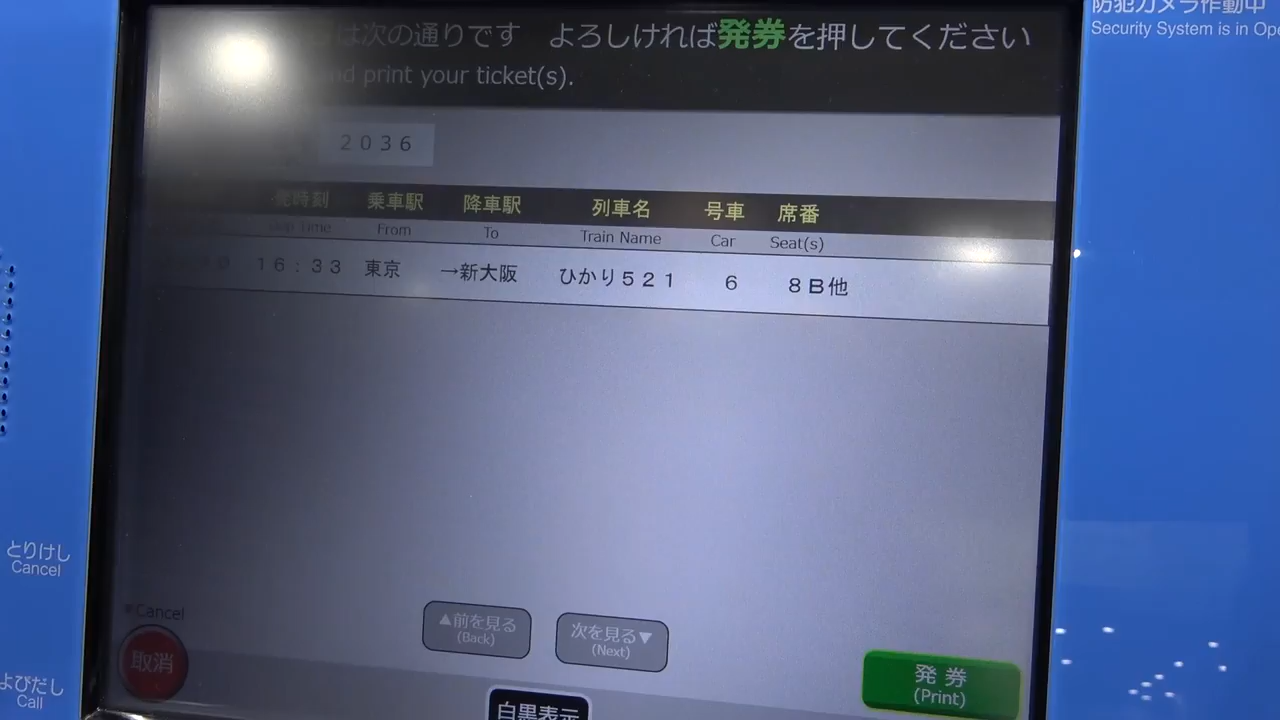 防犯カメラ作動中
Security System is in Ope
は次の通りです よろしければ発券を押してください
and print your ticket(s).
2036
発時刻 乗車駅 降車駅 列車名 号車 席番
Time From To Train Name Car Seat(s)
16:33 東京 →新大阪 ひかり521 6 8B他
とりけし
Cancel
よびだし
Call
Cancel
取消
▲前を見る
(Back)
次を見る▼
(Next)
発券
(Print)
白黒表示